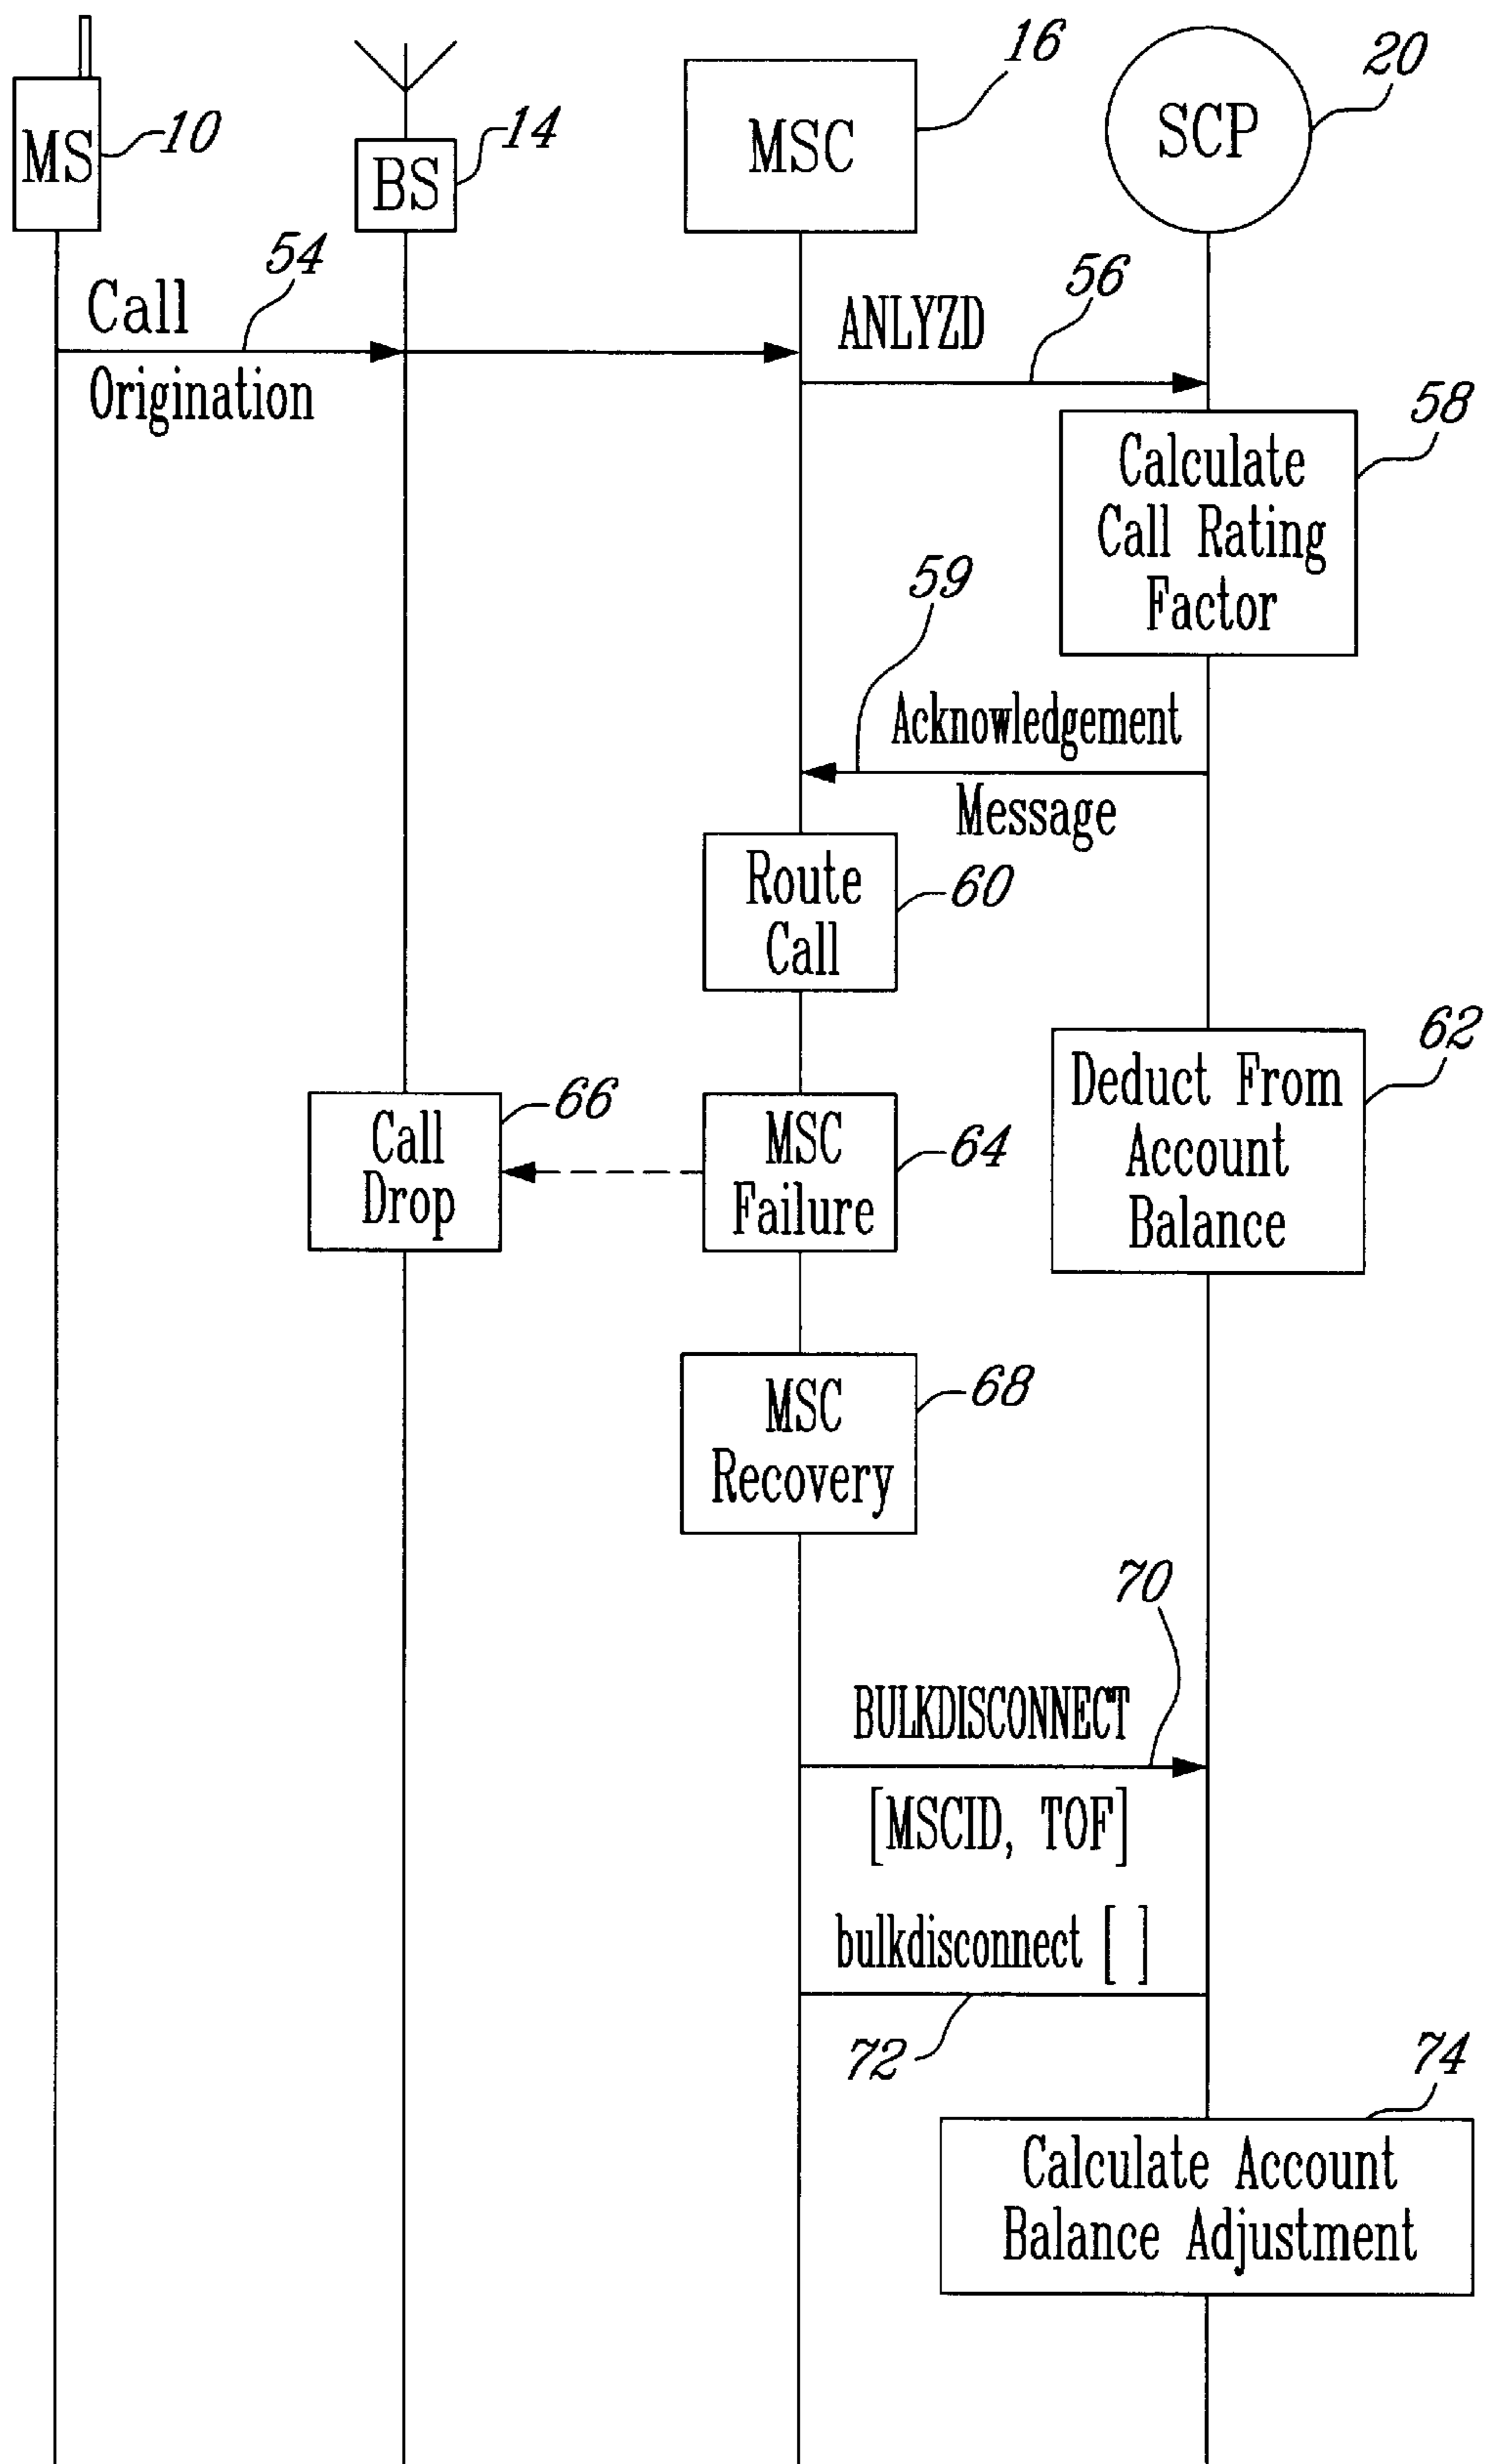 16
20
MS
10
14
BS
MSC
SCP
54
Call
Origination
56
ANLYZD
58
Calculate
Call Rating
Factor
59
Acknowledgement
Message
Route
Call
60
62
Deduct From
Account
Balance
66
Call
Drop
MSC
Failure
64
MSC
Recovery
68
70
BULKDISCONNECT
[MSCID, TOF]
bulkdisconnect [ ]
72
74
Calculate Account
Balance Adjustment